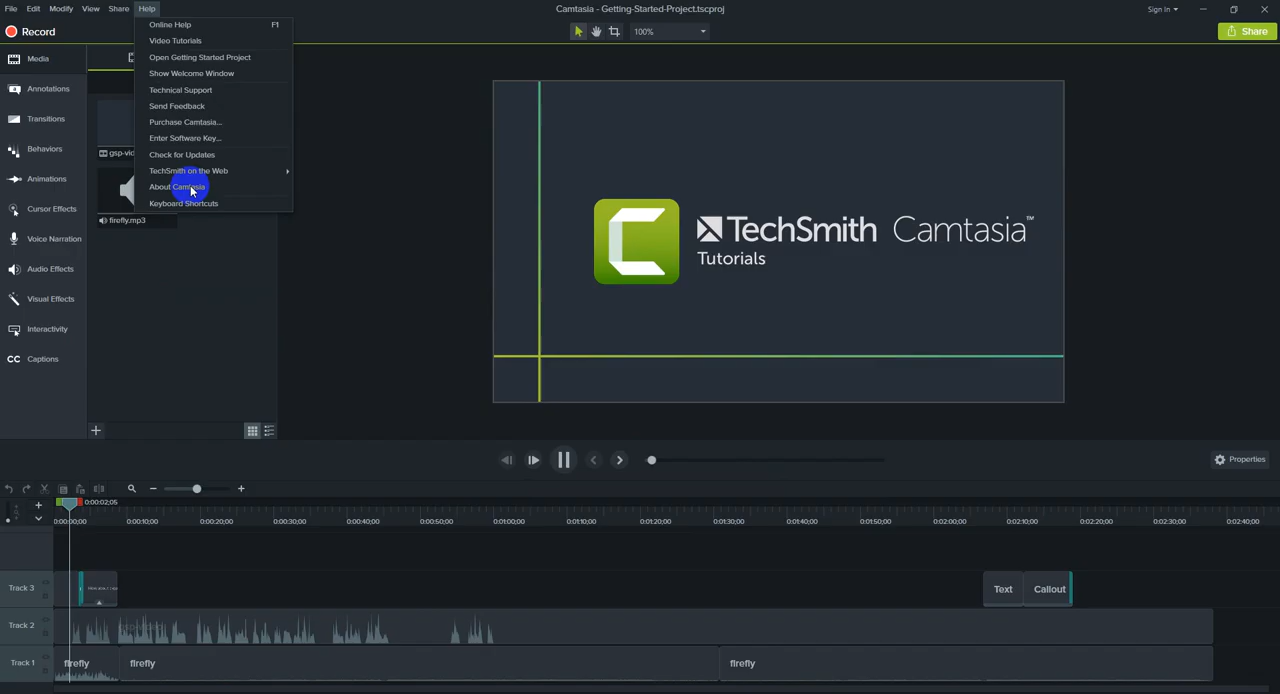 File Edit Modify View Share Help
Camtasia - Getting-Started-Project.tscproj
Sign In
Record
100%
Share
Online Help F1
Video Tutorials
Open Getting Started Project
Show Welcome Window
Technical Support
Send Feedback
Purchase Camtasia...
Enter Software Key...
Check for Updates
TechSmith on the Web
About Camtasia
Keyboard Shortcuts
Media
Annotations
Transitions
Behaviors
Animations
Cursor Effects
Voice Narration
Audio Effects
Visual Effects
Interactivity
CC Captions
firefly.mp3
TechSmith Camtasia™
Tutorials
Properties
0:00:02;05
0:00:00;00 0:00:10;00 0:00:20;00 0:00:30;00 0:00:40;00 0:00:50;00 0:01:00;00 0:01:10;00 0:01:20;00 0:01:30;00 0:01:40;00 0:01:50;00 0:02:00;00 0:02:10;00 0:02:20;00 0:02:30;00 0:02:40;00
Track 3
Text Callout
Track 2
Track 1
firefly firefly firefly